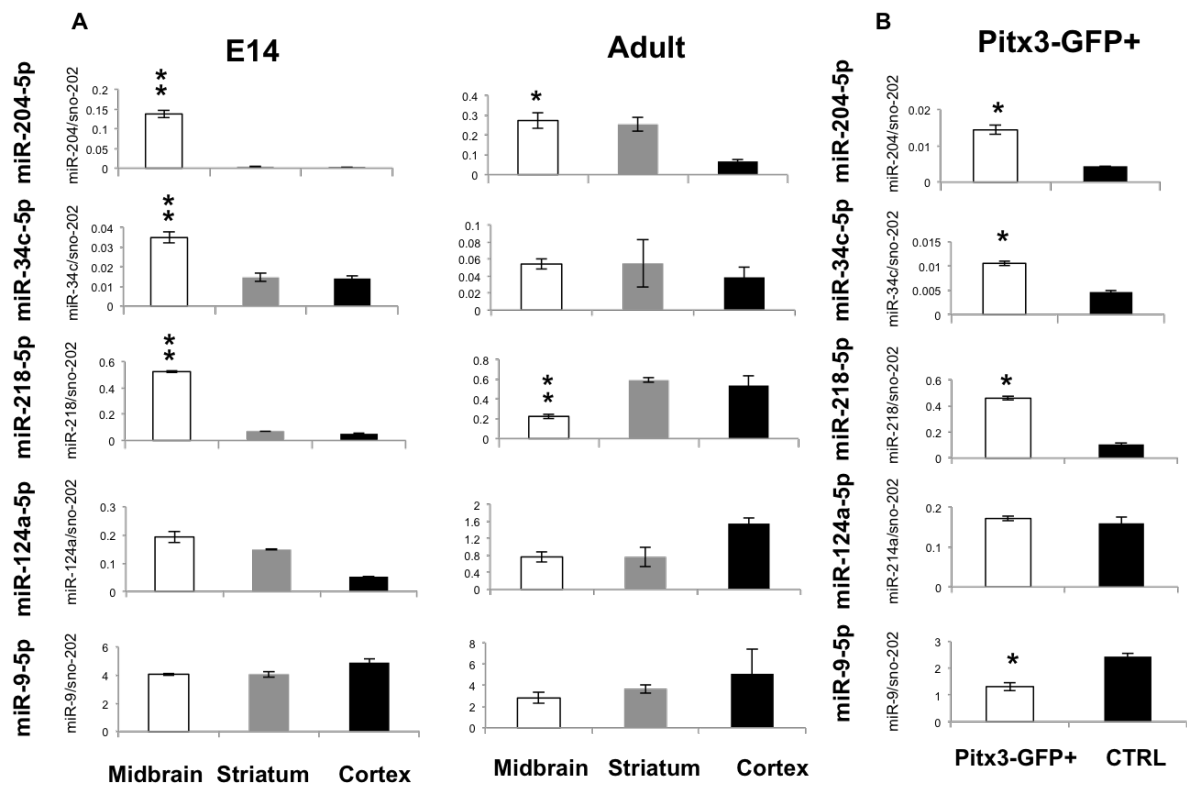 A
B
E14
Adult
Pitx3-GFP+
miR-204-5p
miR-204/sno-202
0.2
0.15
0.1
0.05
0
**
0.4
0.3
0.2
0.1
0
*
miR-204-5p
miR-204/sno-202
0.02
0.01
0
*
miR-34c-5p
miR-34c/sno-202
0.04
0.03
0.02
0.01
0
**
0.1
0.08
0.06
0.04
0.02
0
miR-34c-5p
miR-34c/sno-202
0.015
0.01
0.005
0
*
miR-218-5p
miR-218/sno-202
0.6
0.4
0.2
0
**
0.8
0.6
0.4
0.2
0
**
miR-218-5p
miR-218/sno-202
0.6
0.4
0.2
0
*
miR-124a-5p
miR-124a/sno-202
0.3
0.2
0.1
0
2
1.6
1.2
0.8
0.4
0
miR-124a-5p
miR-214a/sno-202
0.2
0.1
0
miR-9-5p
miR-9/sno-202
6
4
2
0
8
6
4
2
0
miR-9-5p
miR-9/sno-202
3
2
1
0
*
Midbrain Striatum Cortex
Midbrain Striatum Cortex
Pitx3-GFP+ CTRL